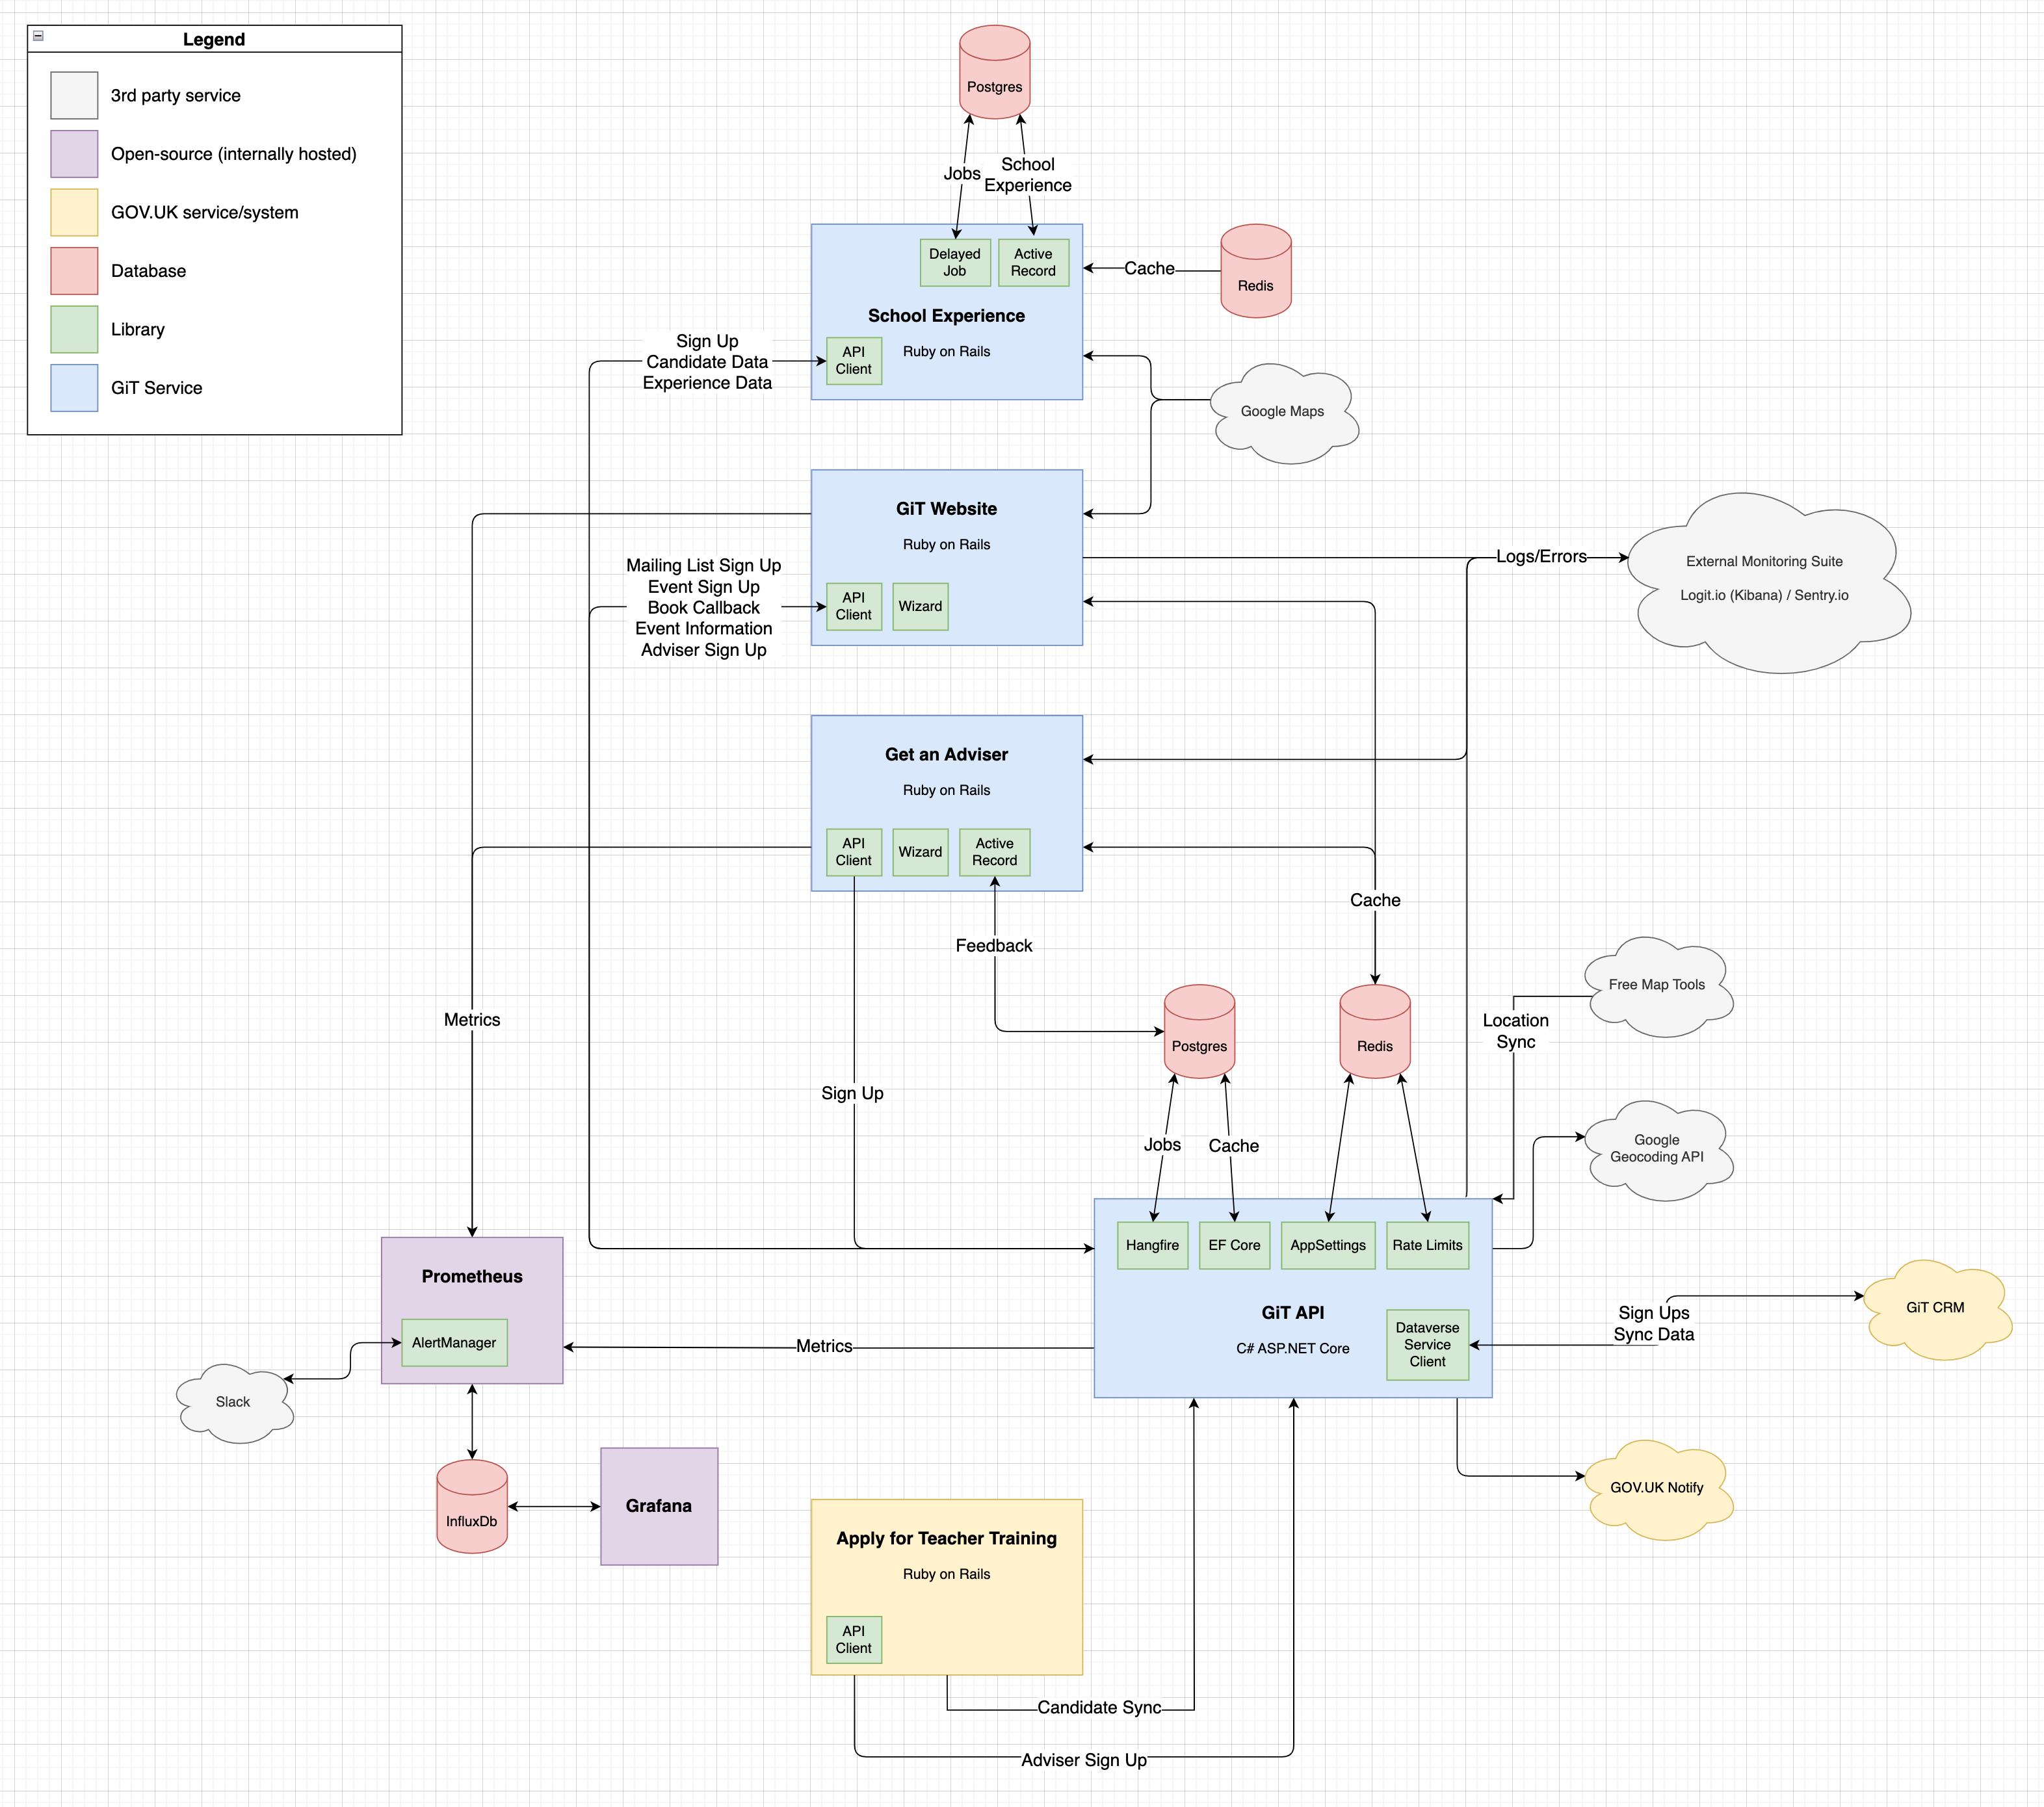 Legend
3rd party service
Open-source (internally hosted)
GOV.UK service/system
Database
Library
GiT Service
Postgres
Jobs
School
Experience
Delayed
Job
Active
Record
School Experience
Ruby on Rails
API
Client
Cache
Redis
Sign Up
Candidate Data
Experience Data
Google Maps
GiT Website
Ruby on Rails
API
Client
Wizard
Mailing List Sign Up
Event Sign Up
Book Callback
Event Information
Adviser Sign Up
Logs/Errors
External Monitoring Suite
Logit.io (Kibana) / Sentry.io
Get an Adviser
Ruby on Rails
API
Client
Wizard
Active
Record
Cache
Feedback
Metrics
Sign Up
Postgres
Redis
Free Map Tools
Location
Sync
Jobs
Cache
Google
Geocoding API
Hangfire
EF Core
AppSettings
Rate Limits
GiT API
C# ASP.NET Core
Dataverse
Service
Client
Sign Ups
Sync Data
GiT CRM
Prometheus
AlertManager
Metrics
Slack
InfluxDb
Grafana
GOV.UK Notify
Apply for Teacher Training
Ruby on Rails
API
Client
Candidate Sync
Adviser Sign Up